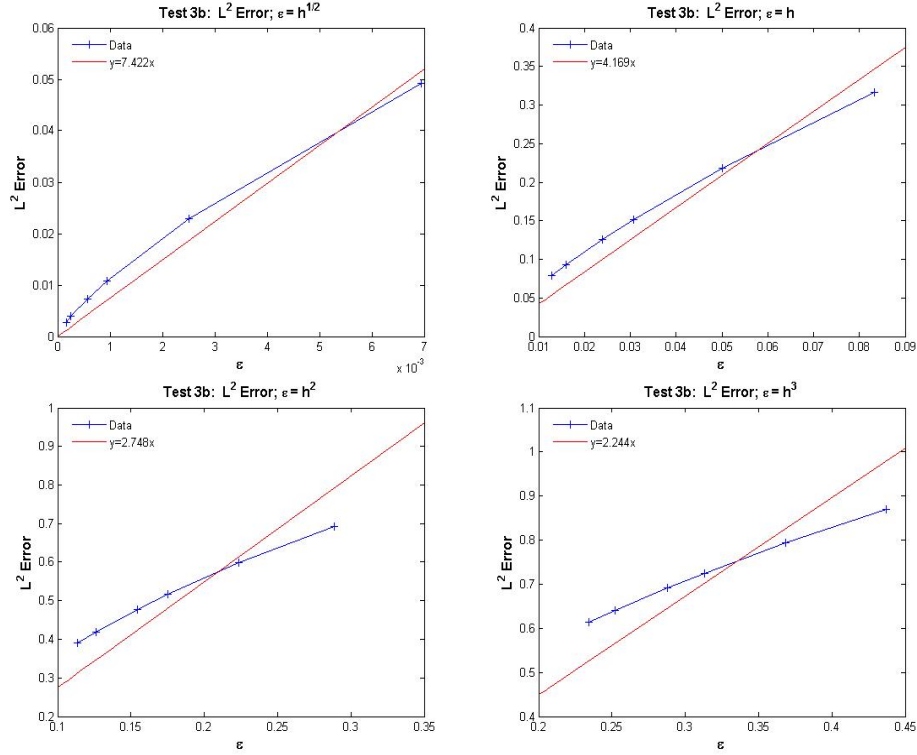 Test 3b: L² Error; ε = h^{1/2}
Data
y=7.422x
0.06
0.05
0.04
0.03
0.02
0.01
0
L² Error
0 1 2 3 4 5 6 7
x 10⁻³
ε
Test 3b: L² Error; ε = h
Data
y=4.169x
0.4
0.35
0.3
0.25
0.2
0.15
0.1
0.05
0
L² Error
0.01 0.02 0.03 0.04 0.05 0.06 0.07 0.08 0.09
ε
Test 3b: L² Error; ε = h²
Data
y=2.748x
1
0.9
0.8
0.7
0.6
0.5
0.4
0.3
0.2
L² Error
0.1 0.15 0.2 0.25 0.3 0.35
ε
Test 3b: L² Error; ε = h³
Data
y=2.244x
1.1
1
0.9
0.8
0.7
0.6
0.5
0.4
L² Error
0.2 0.25 0.3 0.35 0.4 0.45
ε